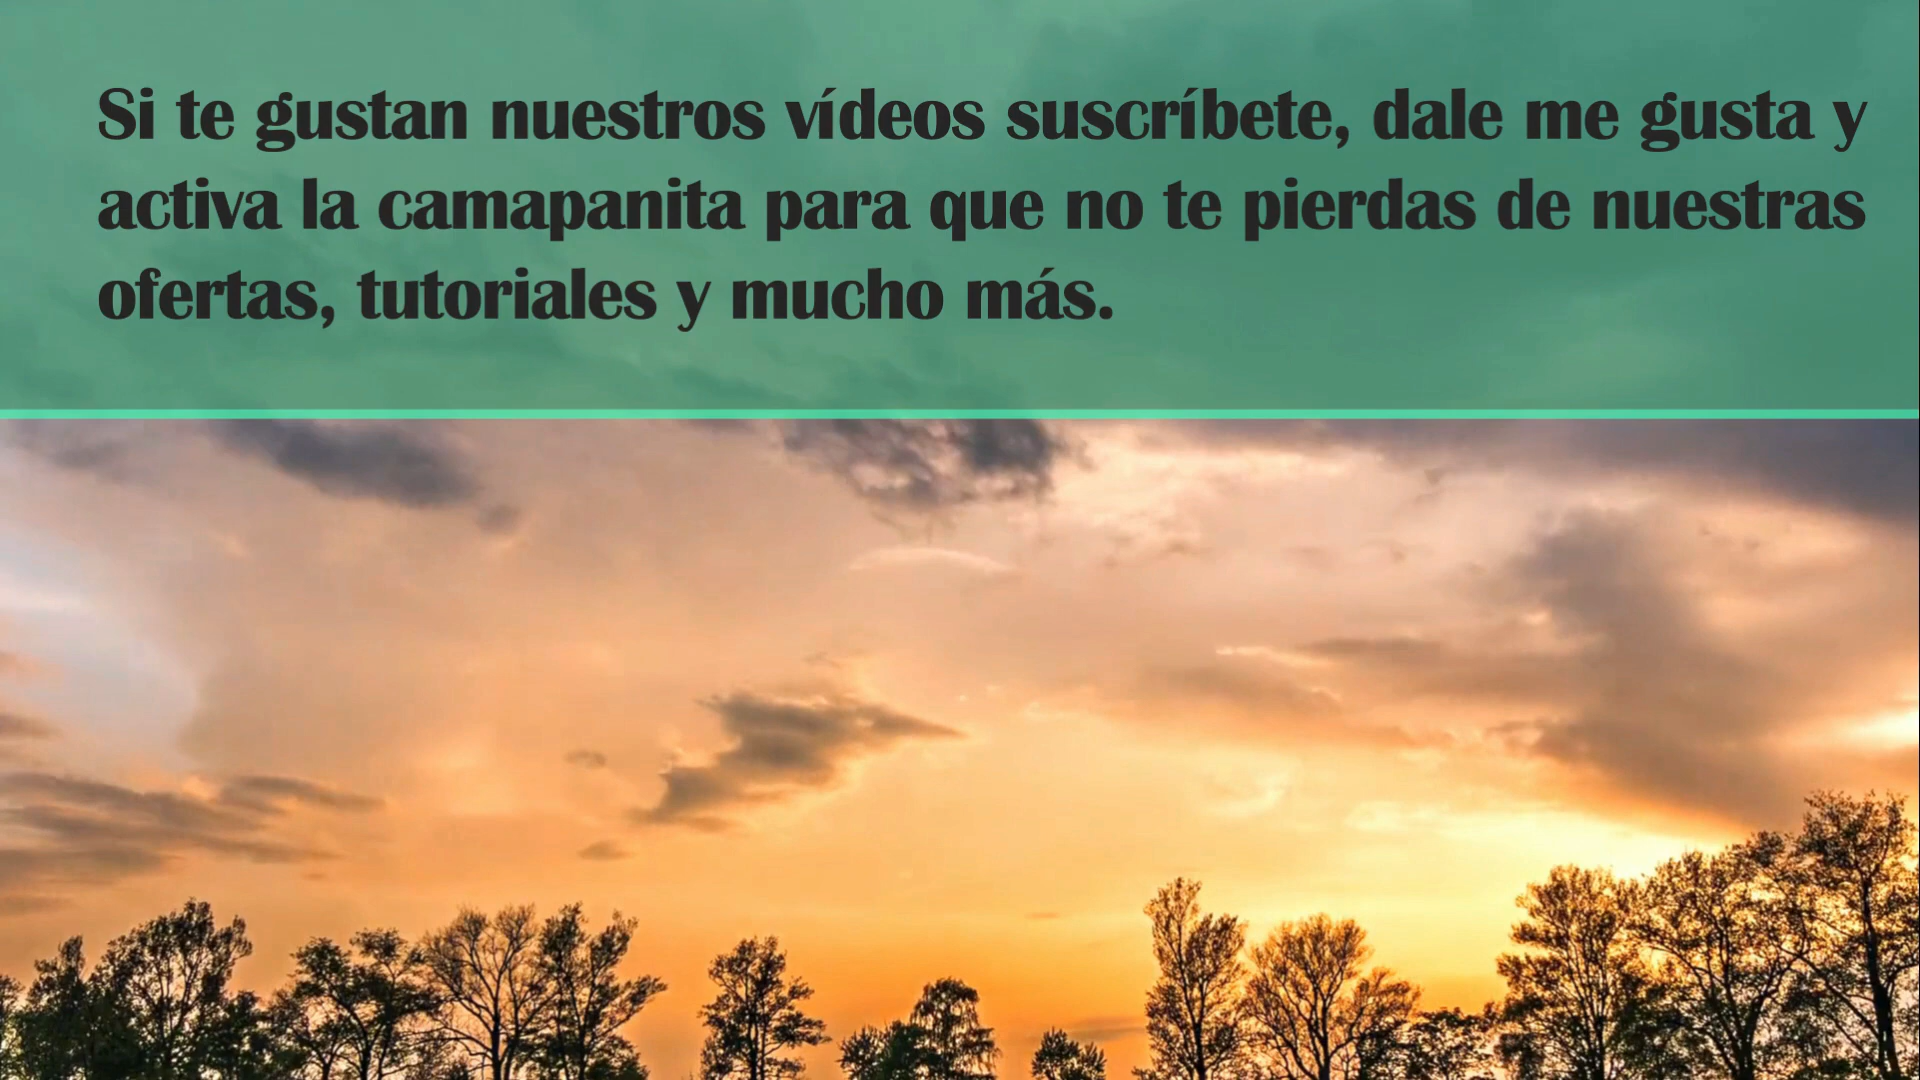 Si te gustan nuestros vídeos suscríbete, dale me gusta y
activa la camapanita para que no te pierdas de nuestras
ofertas, tutoriales y mucho más.